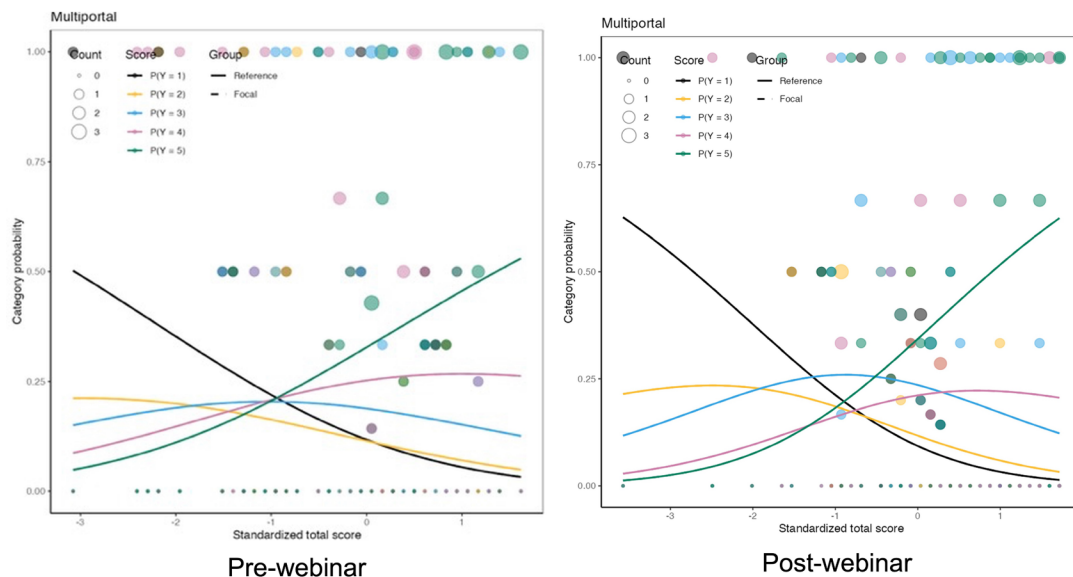 Multiportal
Count
0
1
2
3
Score
P(Y = 1)
P(Y = 2)
P(Y = 3)
P(Y = 4)
P(Y = 5)
Group
Reference
Focal
Category probability
1.00
0.75
0.50
0.25
0.00
-3
-2
-1
0
1
Standardized total score
Pre-webinar
Multiportal
Count
0
1
2
3
Score
P(Y = 1)
P(Y = 2)
P(Y = 3)
P(Y = 4)
P(Y = 5)
Group
Reference
Focal
Category probability
1.00
0.75
0.50
0.25
0.00
-3
-2
-1
0
1
Standardized total score
Post-webinar